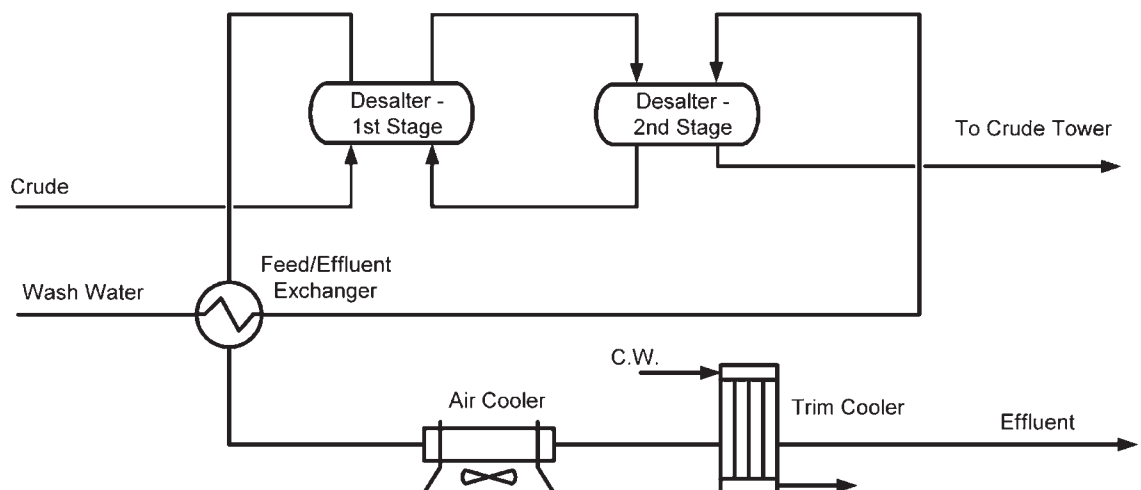 Desalter -
1st Stage
Desalter -
2nd Stage
To Crude Tower
Crude
Feed/Effluent
Exchanger
Wash Water
C.W.
Air Cooler
Trim Cooler
Effluent